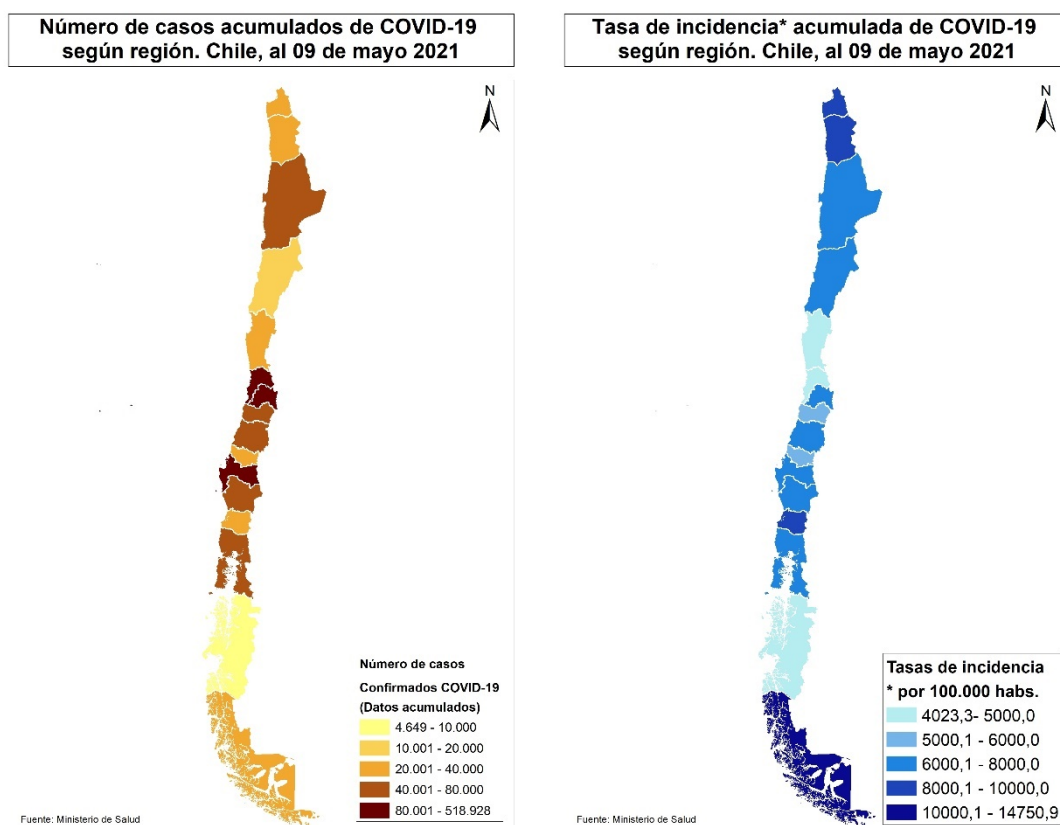 Número de casos acumulados de COVID-19
según región. Chile, al 09 de mayo 2021
N
Número de casos
Confirmados COVID-19
(Datos acumulados)
4.649 - 10.000
10.001 - 20.000
20.001 - 40.000
40.001 - 80.000
80.001 - 518.928
Fuente: Ministerio de Salud
Tasa de incidencia* acumulada de COVID-19
según región. Chile, al 09 de mayo 2021
N
Tasas de incidencia
* por 100.000 habs.
4023,3- 5000,0
5000,1 - 6000,0
6000,1 - 8000,0
8000,1 - 10000,0
10000,1 - 14750,9
Fuente: Ministerio de Salud